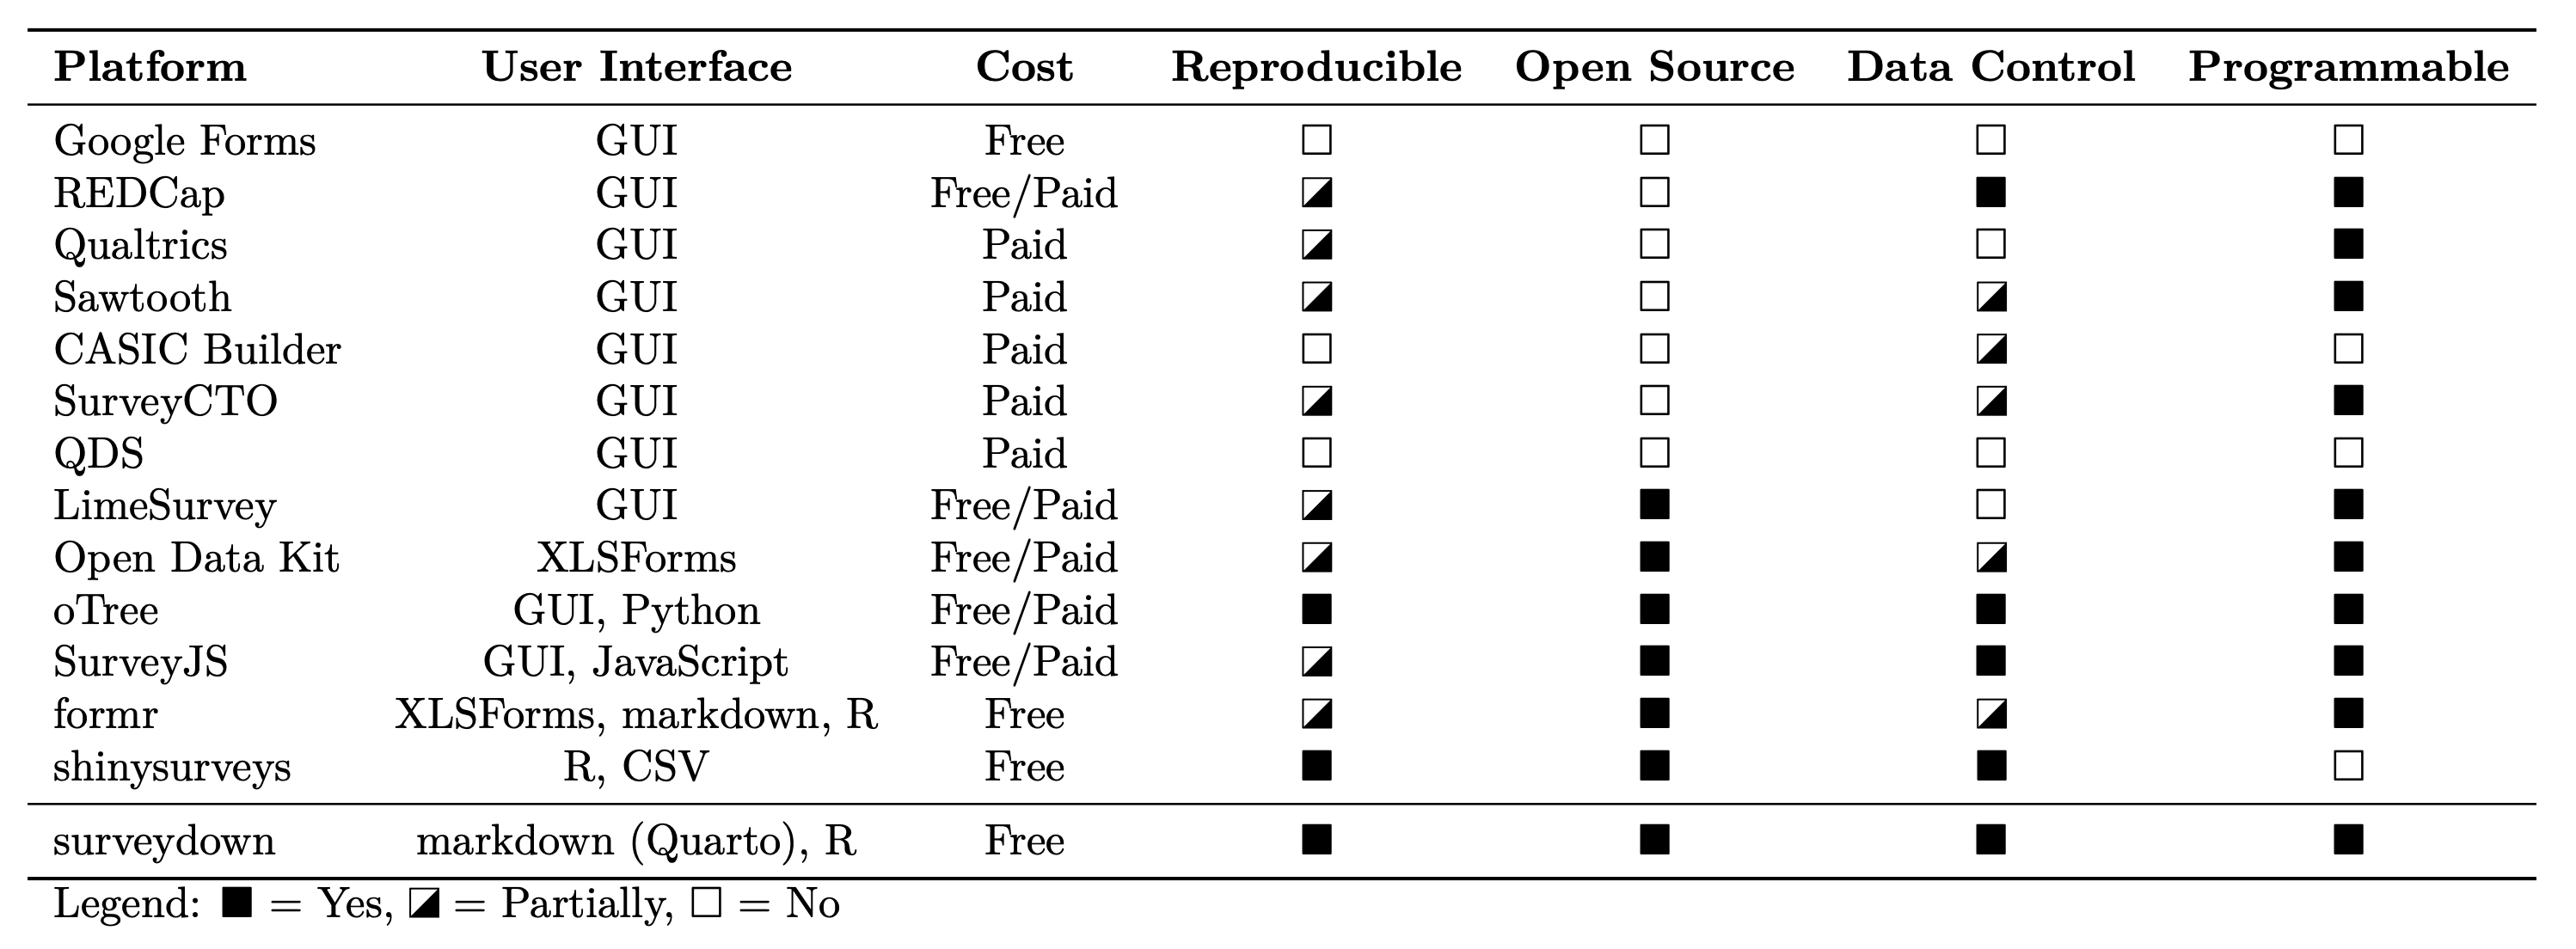 Platform User Interface Cost Reproducible Open Source Data Control Programmable
Google Forms GUI Free □ □ □ □
REDCap GUI Free/Paid ◪ □ ■ ■
Qualtrics GUI Paid ◪ □ □ ■
Sawtooth GUI Paid ◪ □ ◪ ■
CASIC Builder GUI Paid □ □ ◪ □
SurveyCTO GUI Paid ◪ □ ◪ ■
QDS GUI Paid □ □ □ □
LimeSurvey GUI Free/Paid ◪ ■ □ ■
Open Data Kit XLSForms Free/Paid ◪ ■ ◪ ■
oTree GUI, Python Free/Paid ■ ■ ■ ■
SurveyJS GUI, JavaScript Free/Paid ◪ ■ ■ ■
formr XLSForms, markdown, R Free ◪ ■ ◪ ■
shinysurveys R, CSV Free ■ ■ ■ □
surveydown markdown (Quarto), R Free ■ ■ ■ ■
Legend: ■ = Yes, ◪ = Partially, □ = No